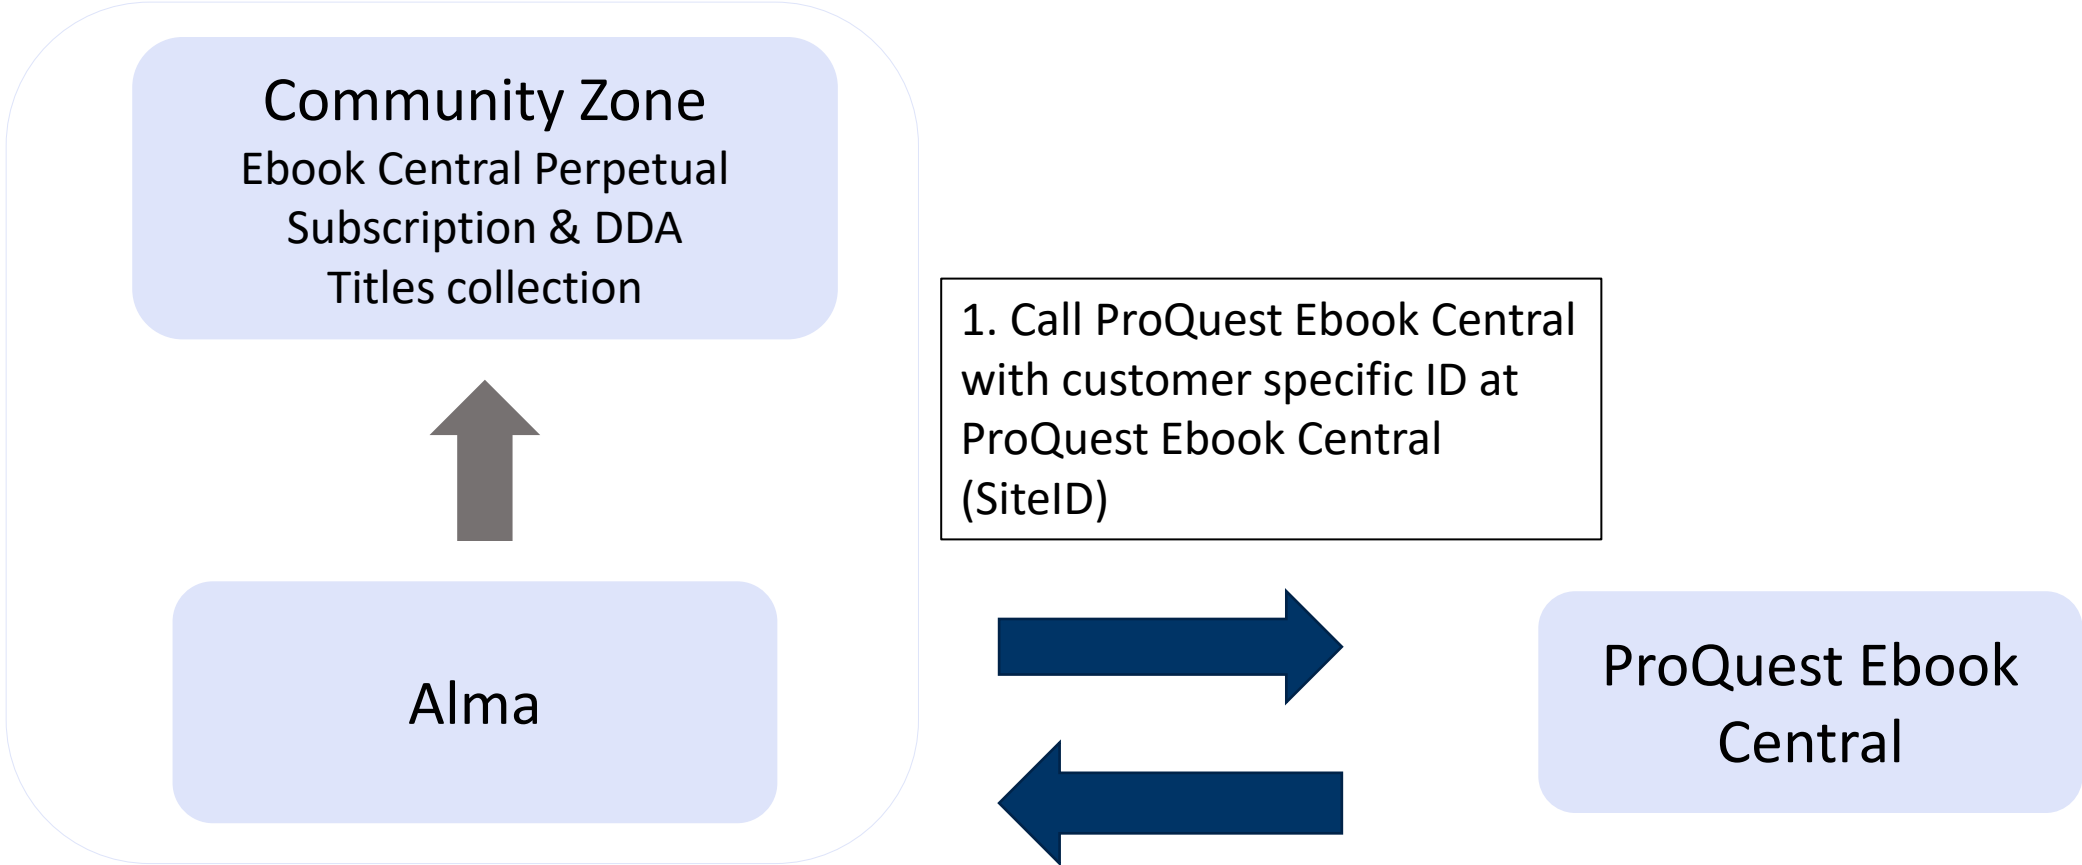 Community Zone
Ebook Central Perpetual
Subscription & DDA
Titles collection
1. Call ProQuest Ebook Central
with customer specific ID at
ProQuest Ebook Central
(SiteID)
Alma
ProQuest Ebook
Central